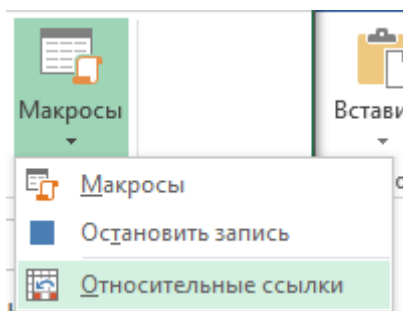 Макросы
Встави
Макросы
Остановить запись
Относительные ссылки